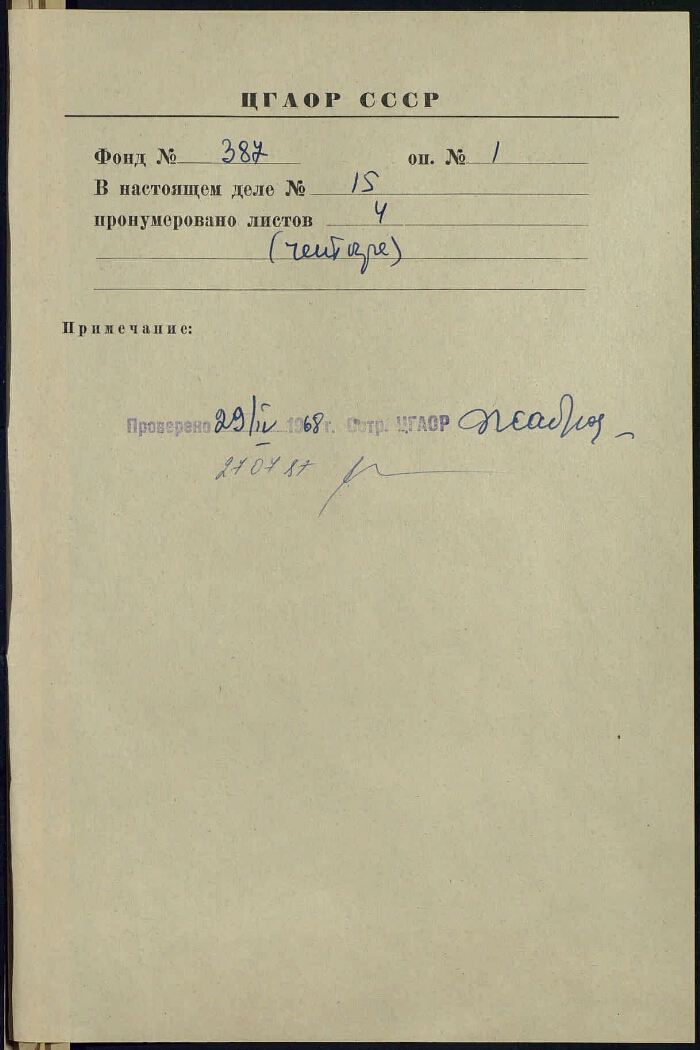 ЦГАОР СССР
Фонд № 387 оп. № 1
В настоящем деле № 15
пронумеровано листов 4
(четыре)
Примечание:
Проверено 29/IV 1968 г. Сотр. ЦГАОР
27 07 87